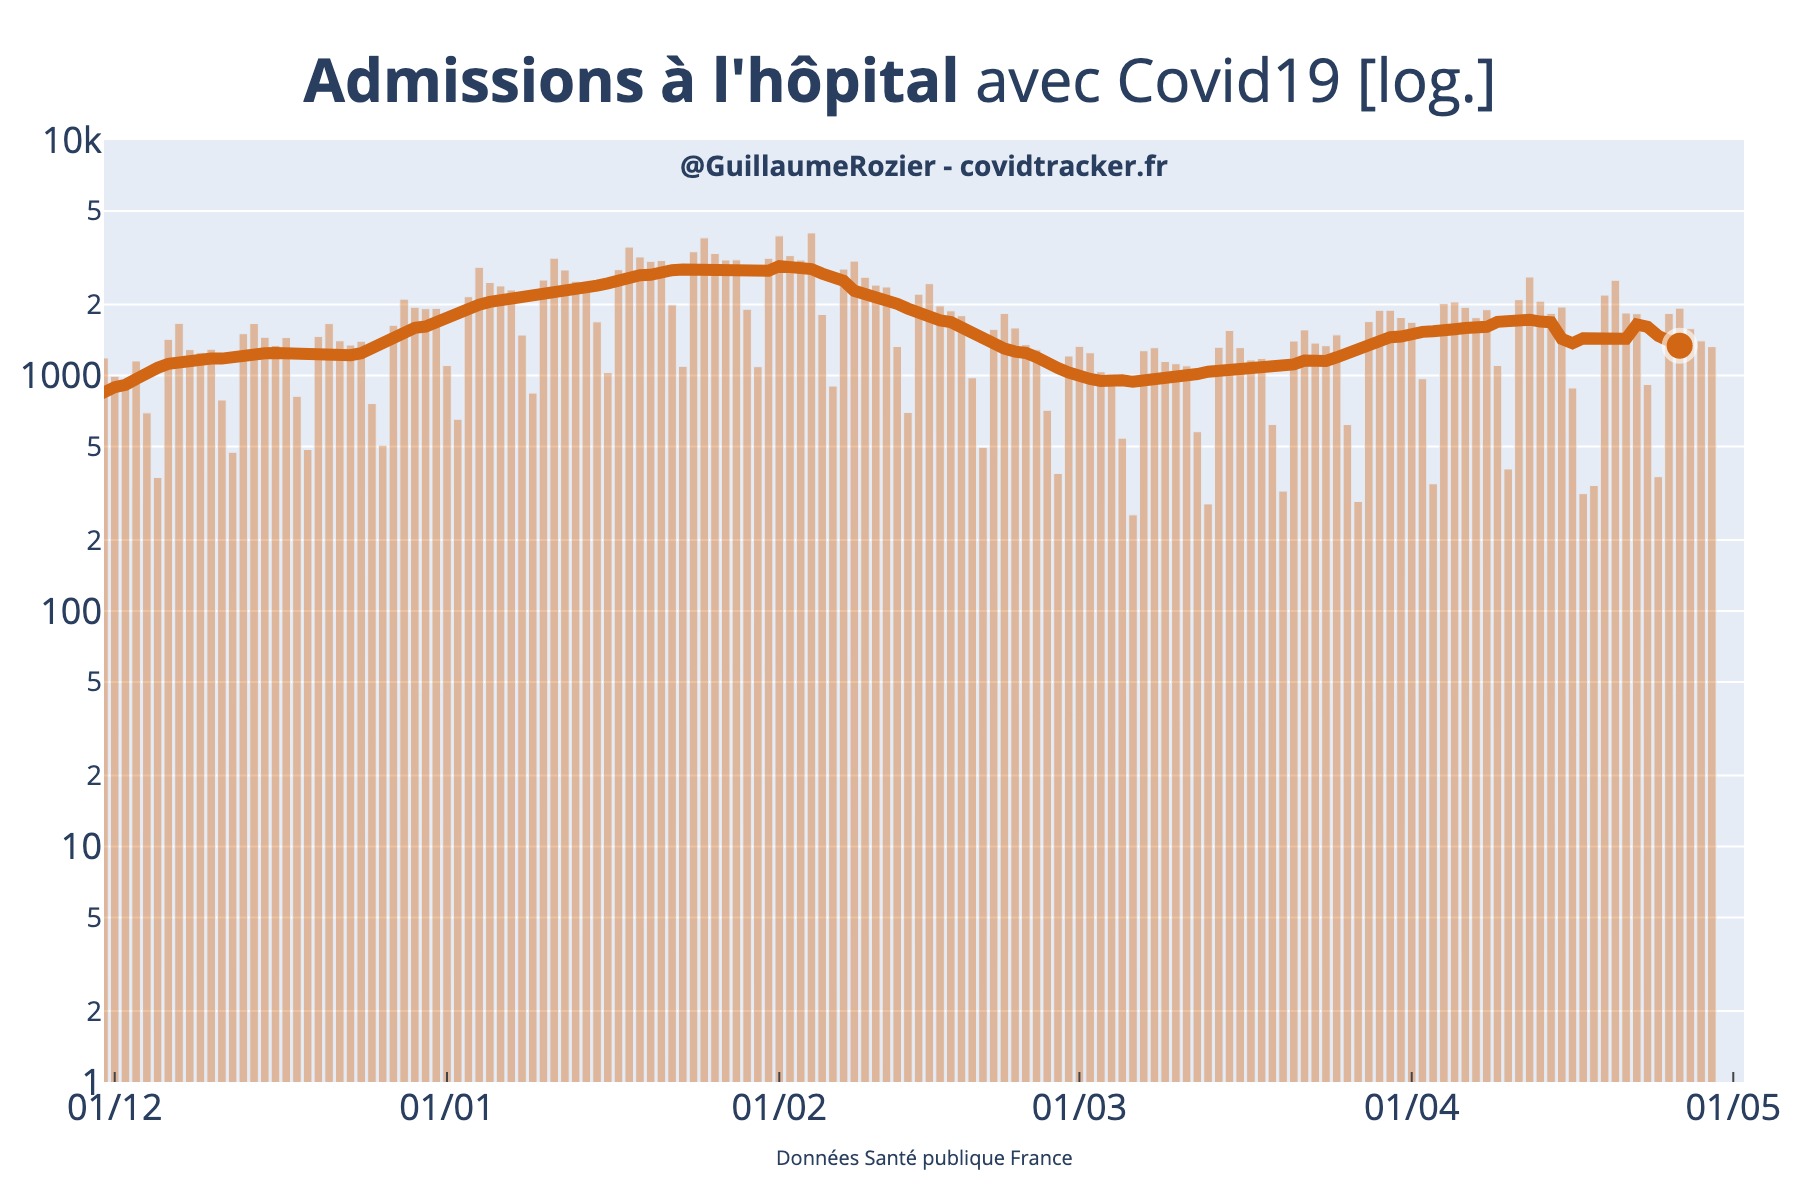 Admissions à l'hôpital avec Covid19 [log.]
@GuillaumeRozier - covidtracker.fr
10k
5
2
1000
5
2
100
5
2
10
5
2
1
01/12 01/01 01/02 01/03 01/04 01/05
Données Santé publique France